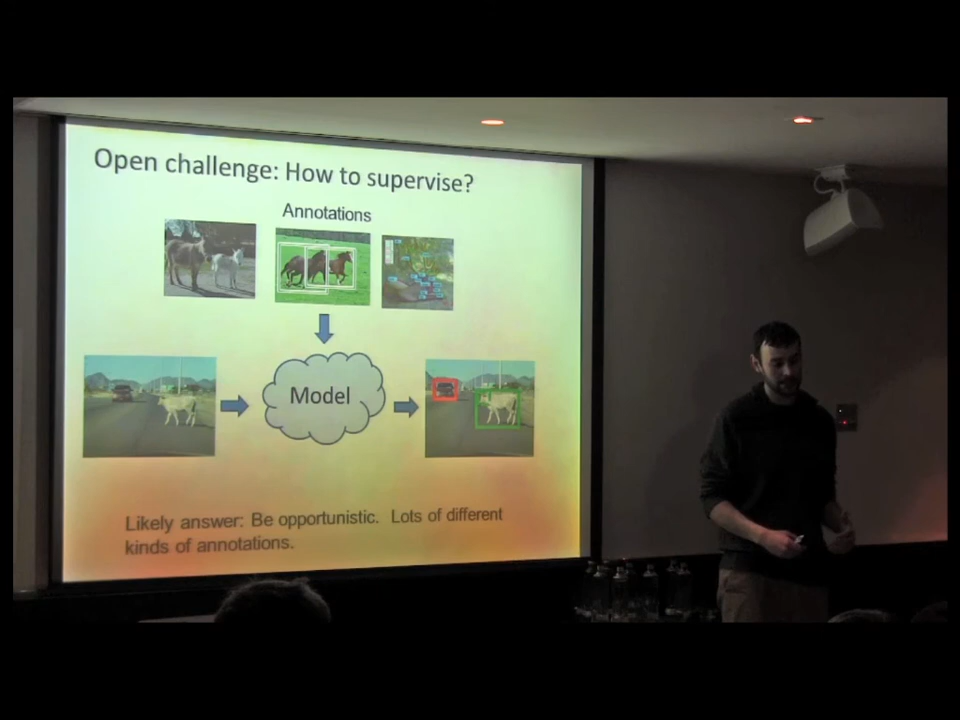 Open challenge: How to supervise?
Annotations
Model
Likely answer: Be opportunistic. Lots of different
kinds of annotations.